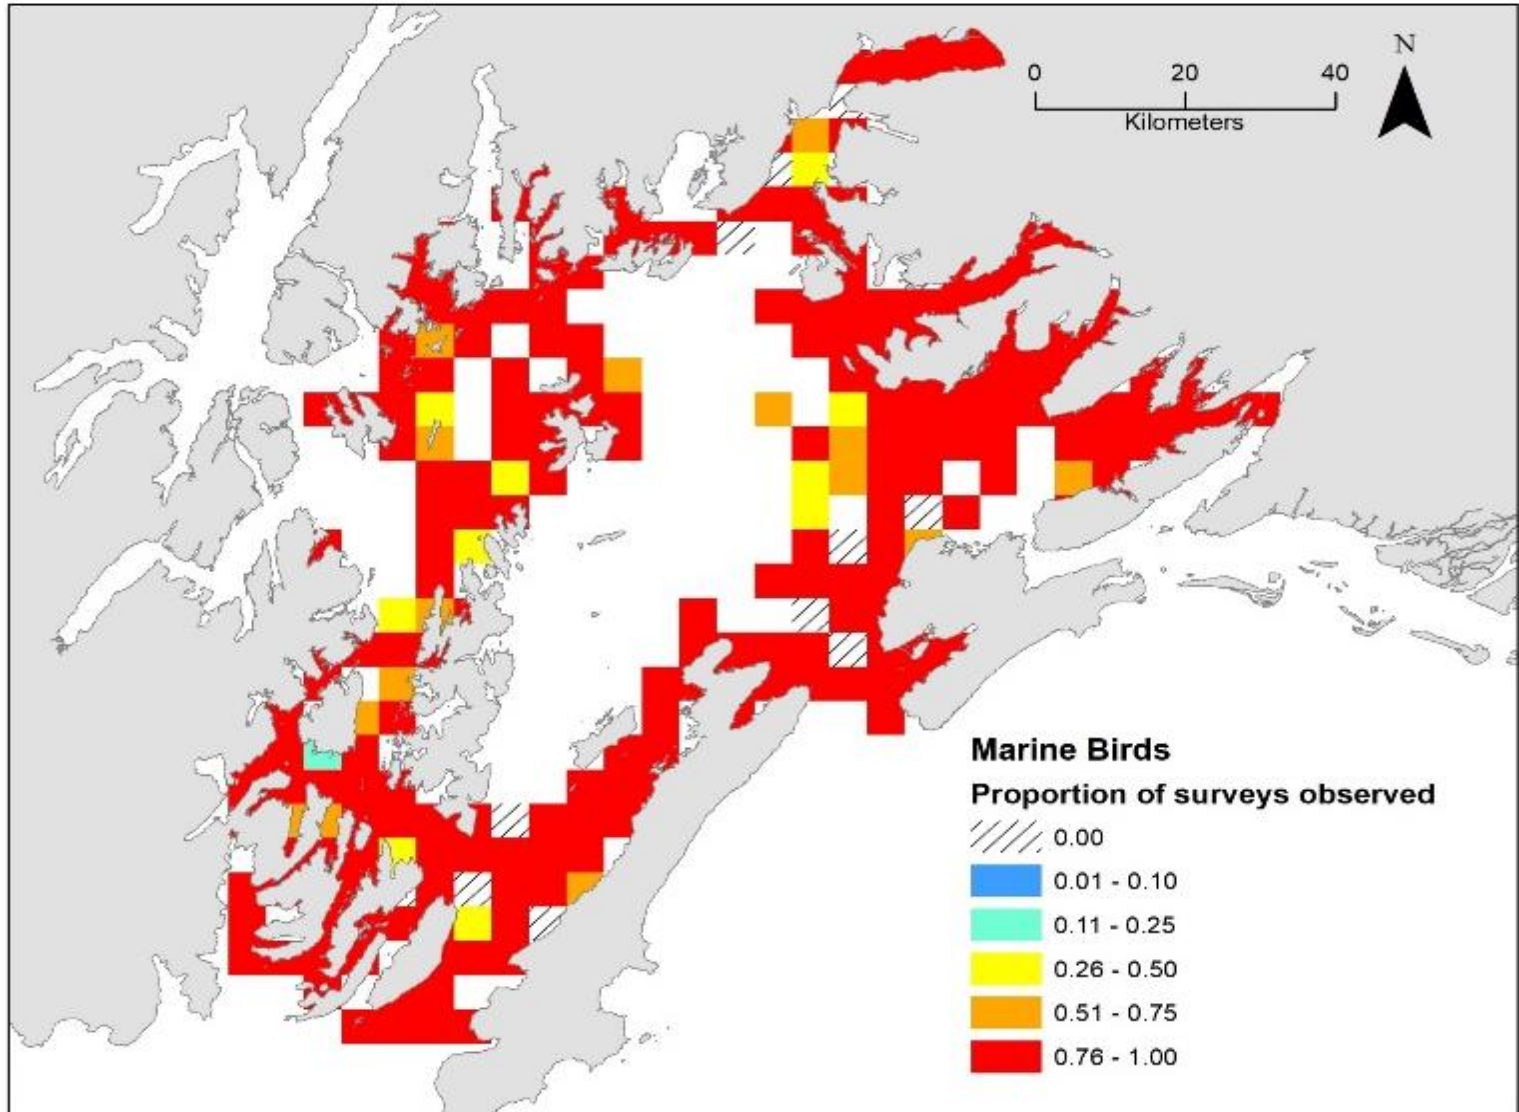 N
0 20 40
Kilometers
Marine Birds
Proportion of surveys observed
0.00
0.01 - 0.10
0.11 - 0.25
0.26 - 0.50
0.51 - 0.75
0.76 - 1.00